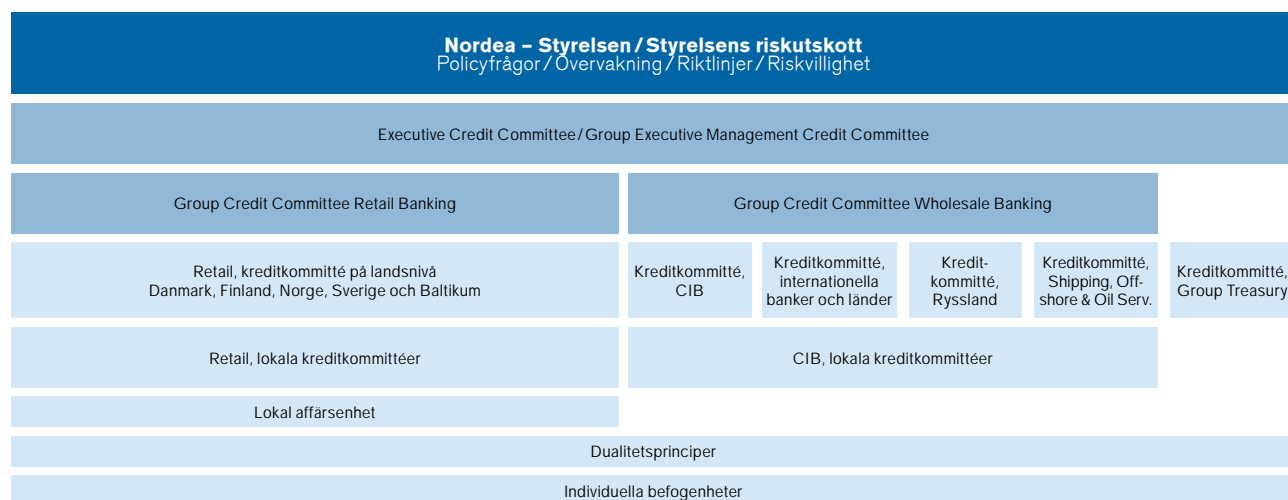 Nordea – Styrelsen / Styrelsens riskutskott
Policyfrågor / Övervakning / Riktlinjer / Riskvillighet
Executive Credit Committee / Group Executive Management Credit Committee
Group Credit Committee Retail Banking
Group Credit Committee Wholesale Banking
Retail, kreditkommitté på landsnivå
Danmark, Finland, Norge, Sverige och Baltikum
Kreditkommitté,
CIB
Kreditkommitté,
internationella
banker och länder
Kredit-
kommitté,
Ryssland
Kreditkommitté,
Shipping, Off-
shore & Oil Serv.
Kreditkommitté,
Group Treasury
Retail, lokala kreditkommittéer
CIB, lokala kreditkommittéer
Lokal affärsenhet
Dualitetsprinciper
Individuella befogenheter